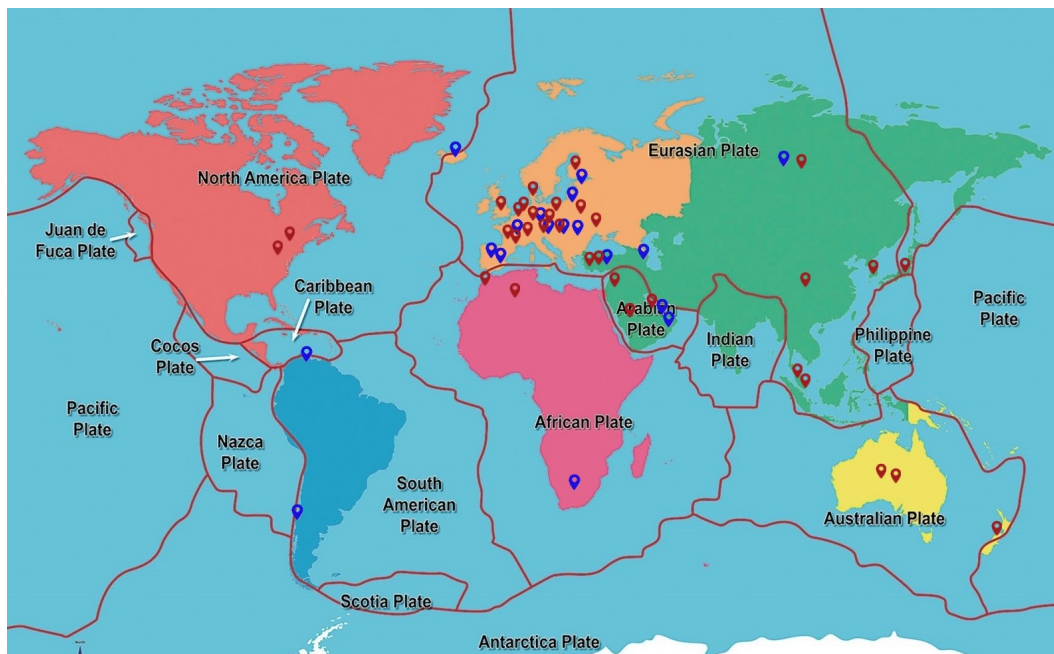 Eurasian Plate
North America Plate
Juan de
Fuca Plate
Caribbean
Plate
Arabian
Plate
Pacific
Plate
Indian
Plate
Philippine
Plate
Cocos
Plate
Pacific
Plate
African Plate
Nazca
Plate
South
American
Plate
Australian Plate
Scotia Plate
Antarctica Plate